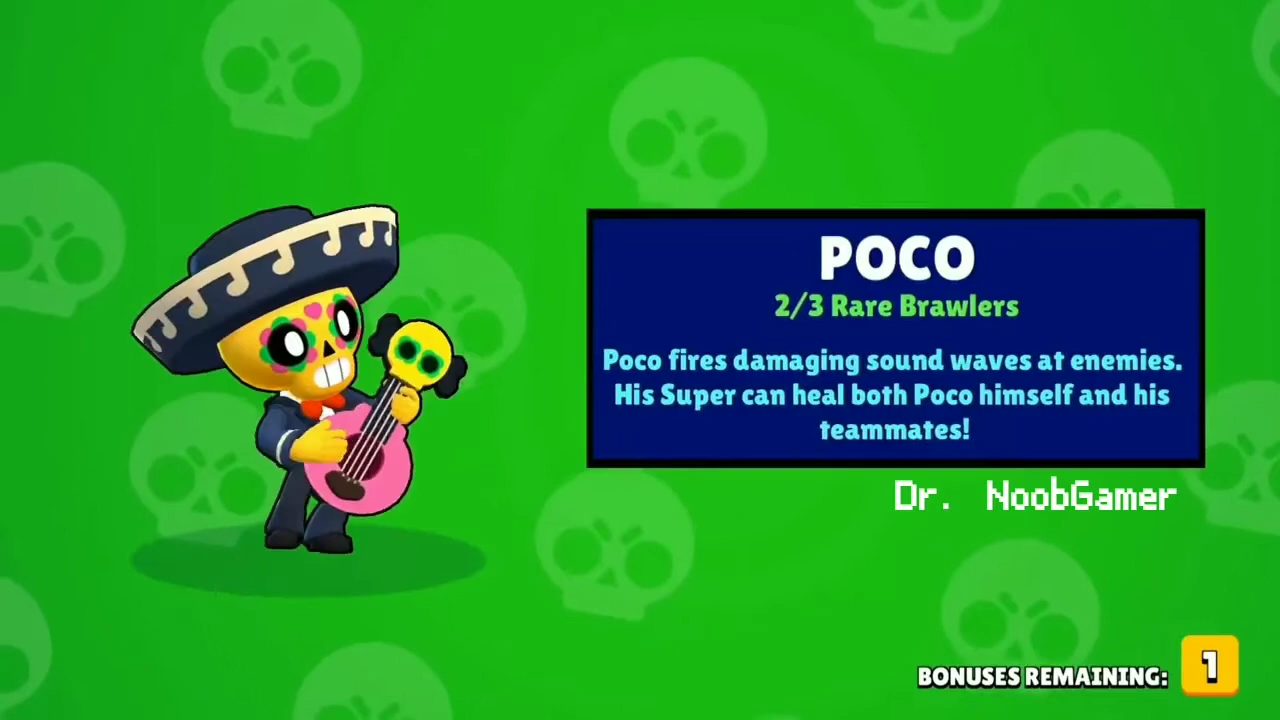 POCO
2/3 Rare Brawlers
Poco fires damaging sound waves at enemies.
His Super can heal both Poco himself and his
teammates!
Dr. NoobGamer
BONUSES REMAINING: 1